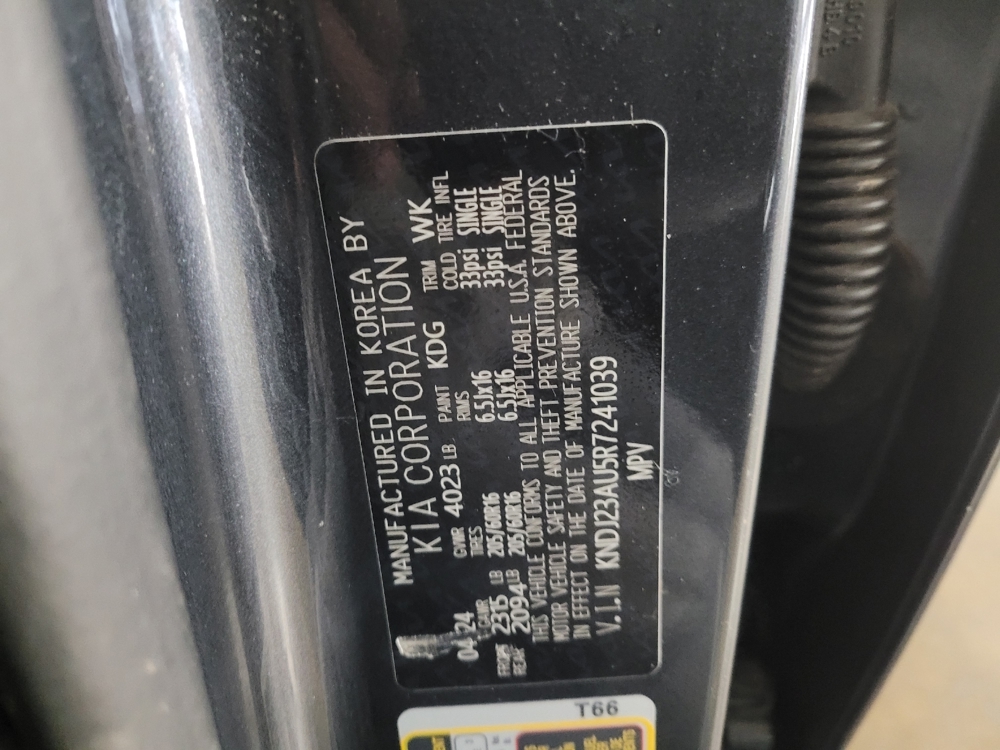 MANUFACTURED IN KOREA BY
KIA CORPORATION
04/24 GVWR 4023 LB PAINT KDG TRIM WK
GAWR TIRES RIMS COLD TIRE INFL
FRONT 2315 LB 205/60R16 6.5Jx16 33psi SINGLE
REAR 2094 LB 205/60R16 6.5Jx16 33psi SINGLE
THIS VEHICLE CONFORMS TO ALL APPLICABLE U.S.A. FEDERAL
MOTOR VEHICLE SAFETY AND THEFT PREVENTION STANDARDS
IN EFFECT ON THE DATE OF MANUFACTURE SHOWN ABOVE.
V.I.N KNDJ23AU5R7241039
MPV
T66